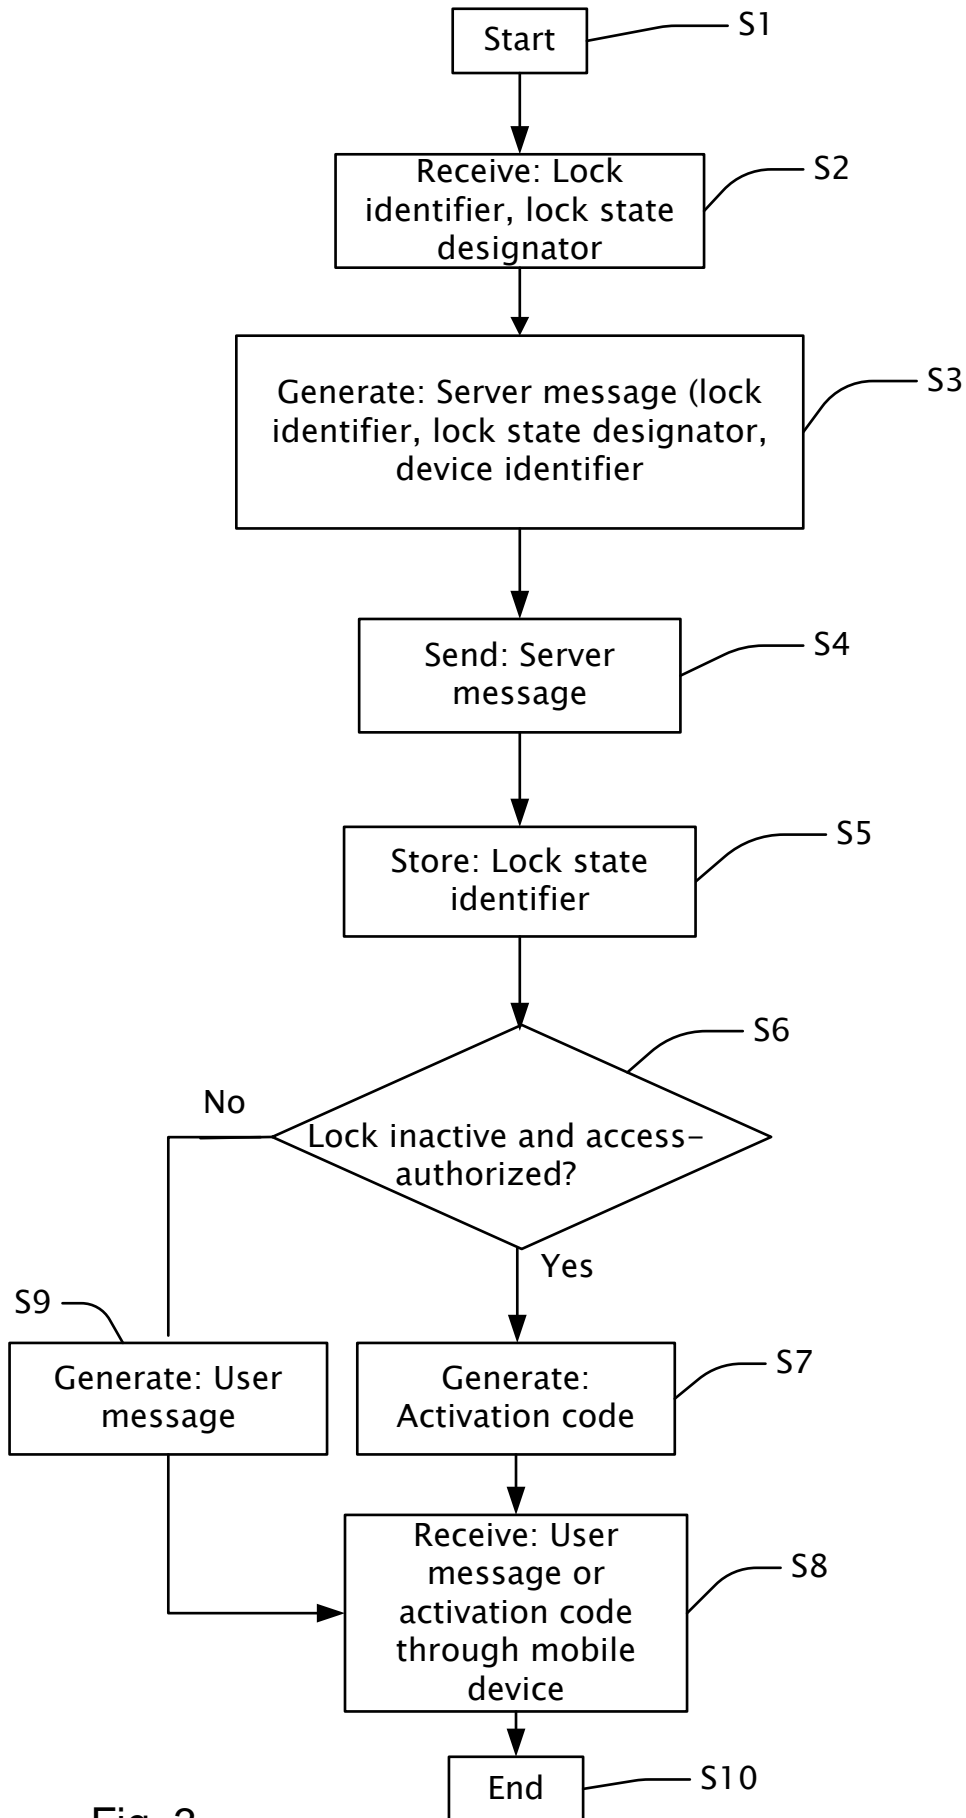 Start
S1
Receive: Lock
identifier, lock state
designator
S2
Generate: Server message (lock
identifier, lock state designator,
device identifier
S3
Send: Server
message
S4
Store: Lock state
identifier
S5
S6
No
Lock inactive and access-
authorized?
Yes
S9
Generate: User
message
Generate:
Activation code
S7
Receive: User
message or
activation code
through mobile
device
S8
End
S10
Fig.